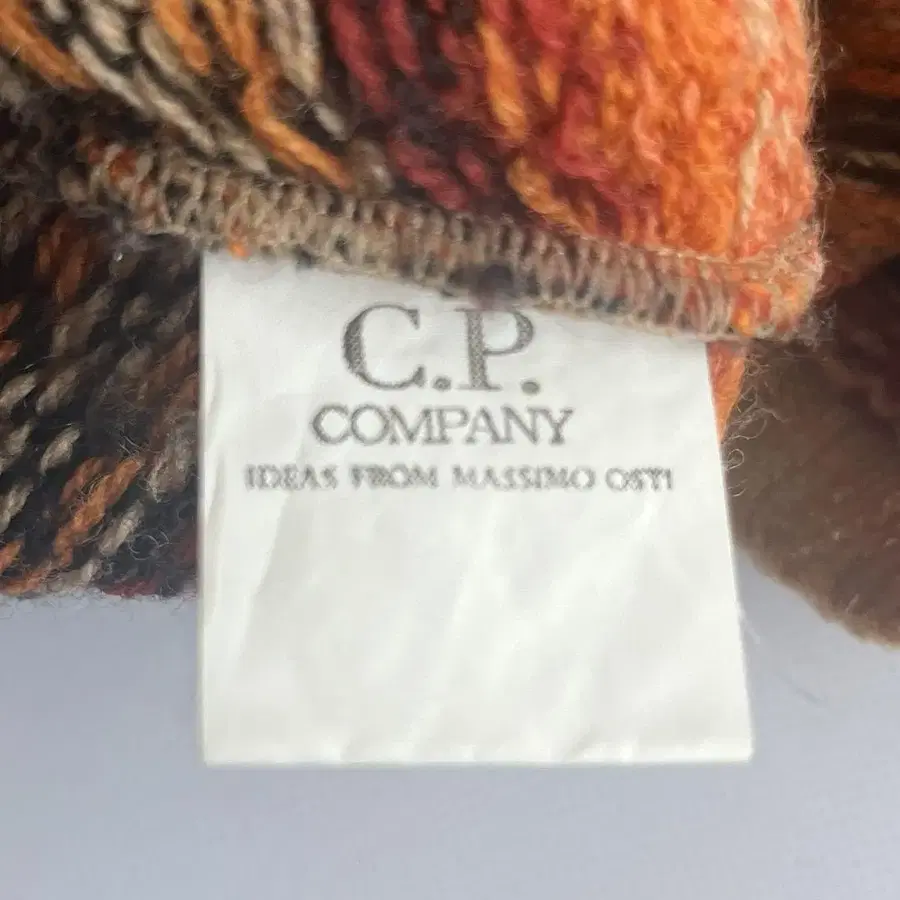 C.P.
COMPANY
IDEAS FROM MASSIMO OSTI